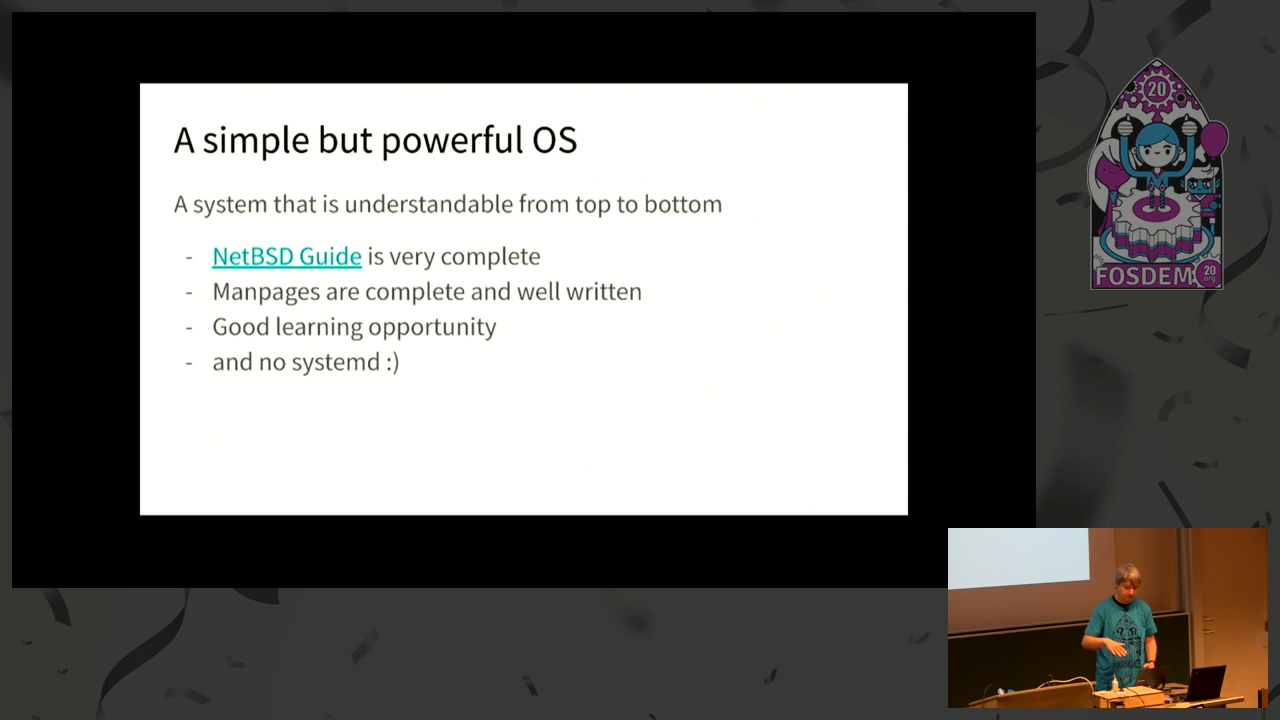 A simple but powerful OS
A system that is understandable from top to bottom
- NetBSD Guide is very complete
- Manpages are complete and well written
- Good learning opportunity
- and no systemd :)
20
FOSDEM 20
.org